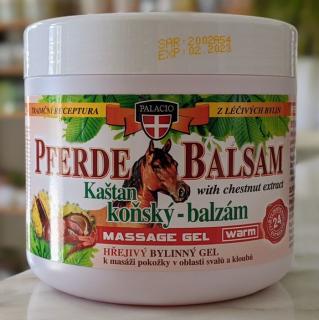 SAR: 2002A54
EXP: 02.2023
TRADIČNÍ RECEPTURA
PALACIO
Z LÉČIVÝCH BYLIN
PFERDE BALSAM
with chestnut extract
Kaštan
koňský - balzám
MASSAGE GEL warm
HŘEJIVÝ BYLINNÝ GEL
k masáži pokožky v oblasti svalů a kloubů
24